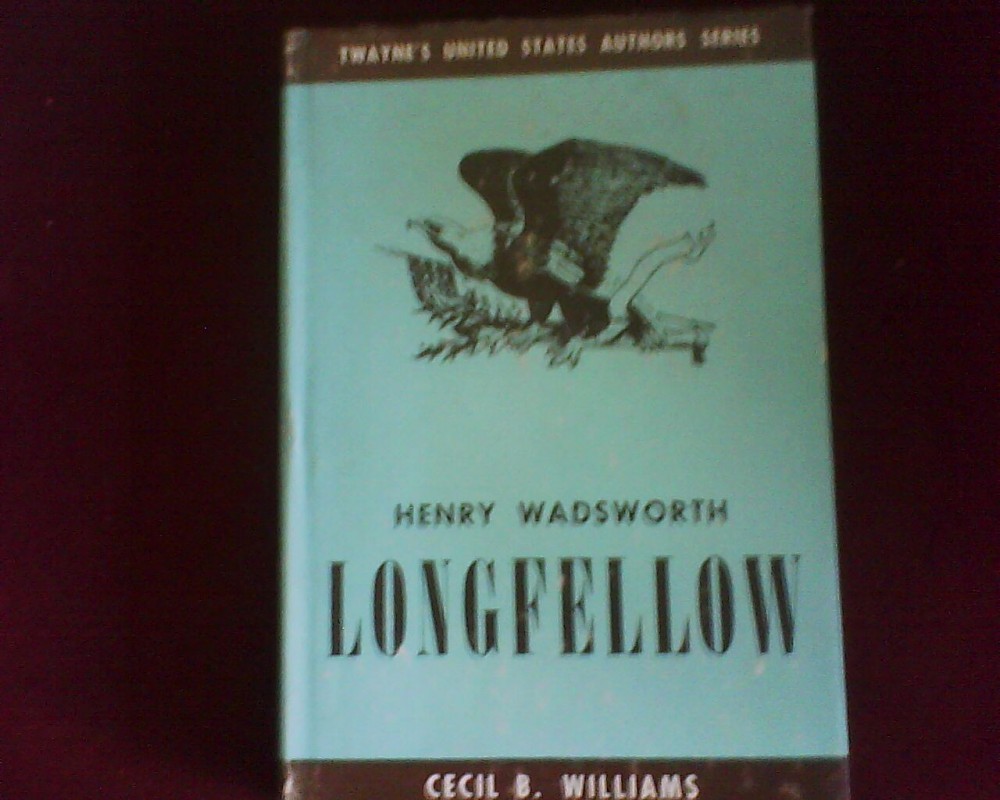 TWAYNE'S UNITED STATES AUTHORS SERIES
HENRY WADSWORTH
LONGFELLOW
CECIL B. WILLIAMS